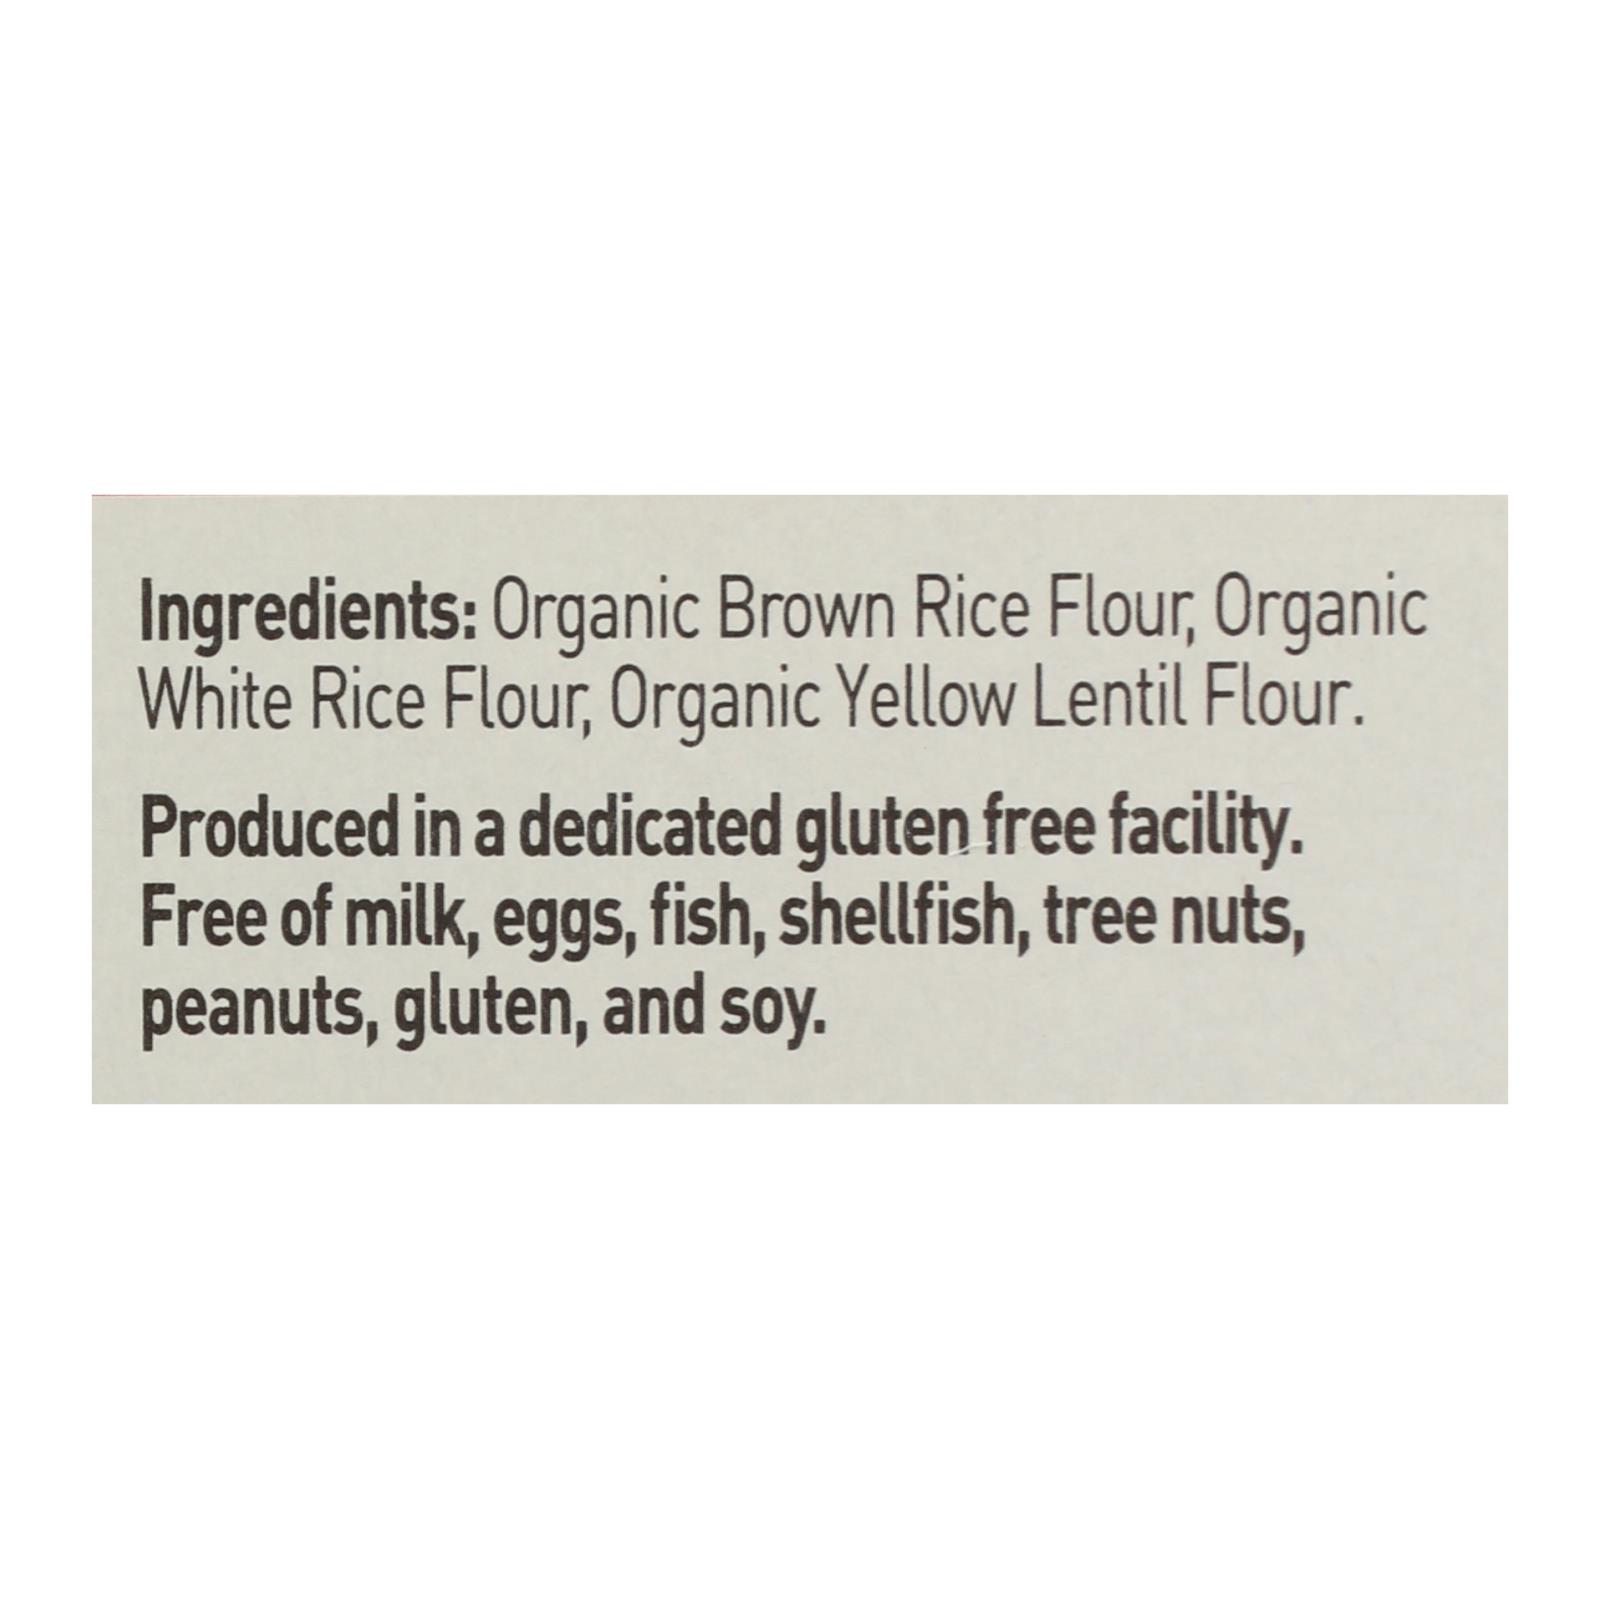 Ingredients: Organic Brown Rice Flour, Organic
White Rice Flour, Organic Yellow Lentil Flour.
Produced in a dedicated gluten free facility.
Free of milk, eggs, fish, shellfish, tree nuts,
peanuts, gluten, and soy.